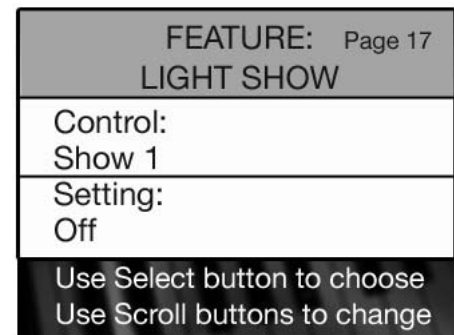 FEATURE: Page 17
LIGHT SHOW
Control:
Show 1
Setting:
Off
Use Select button to choose
Use Scroll buttons to change